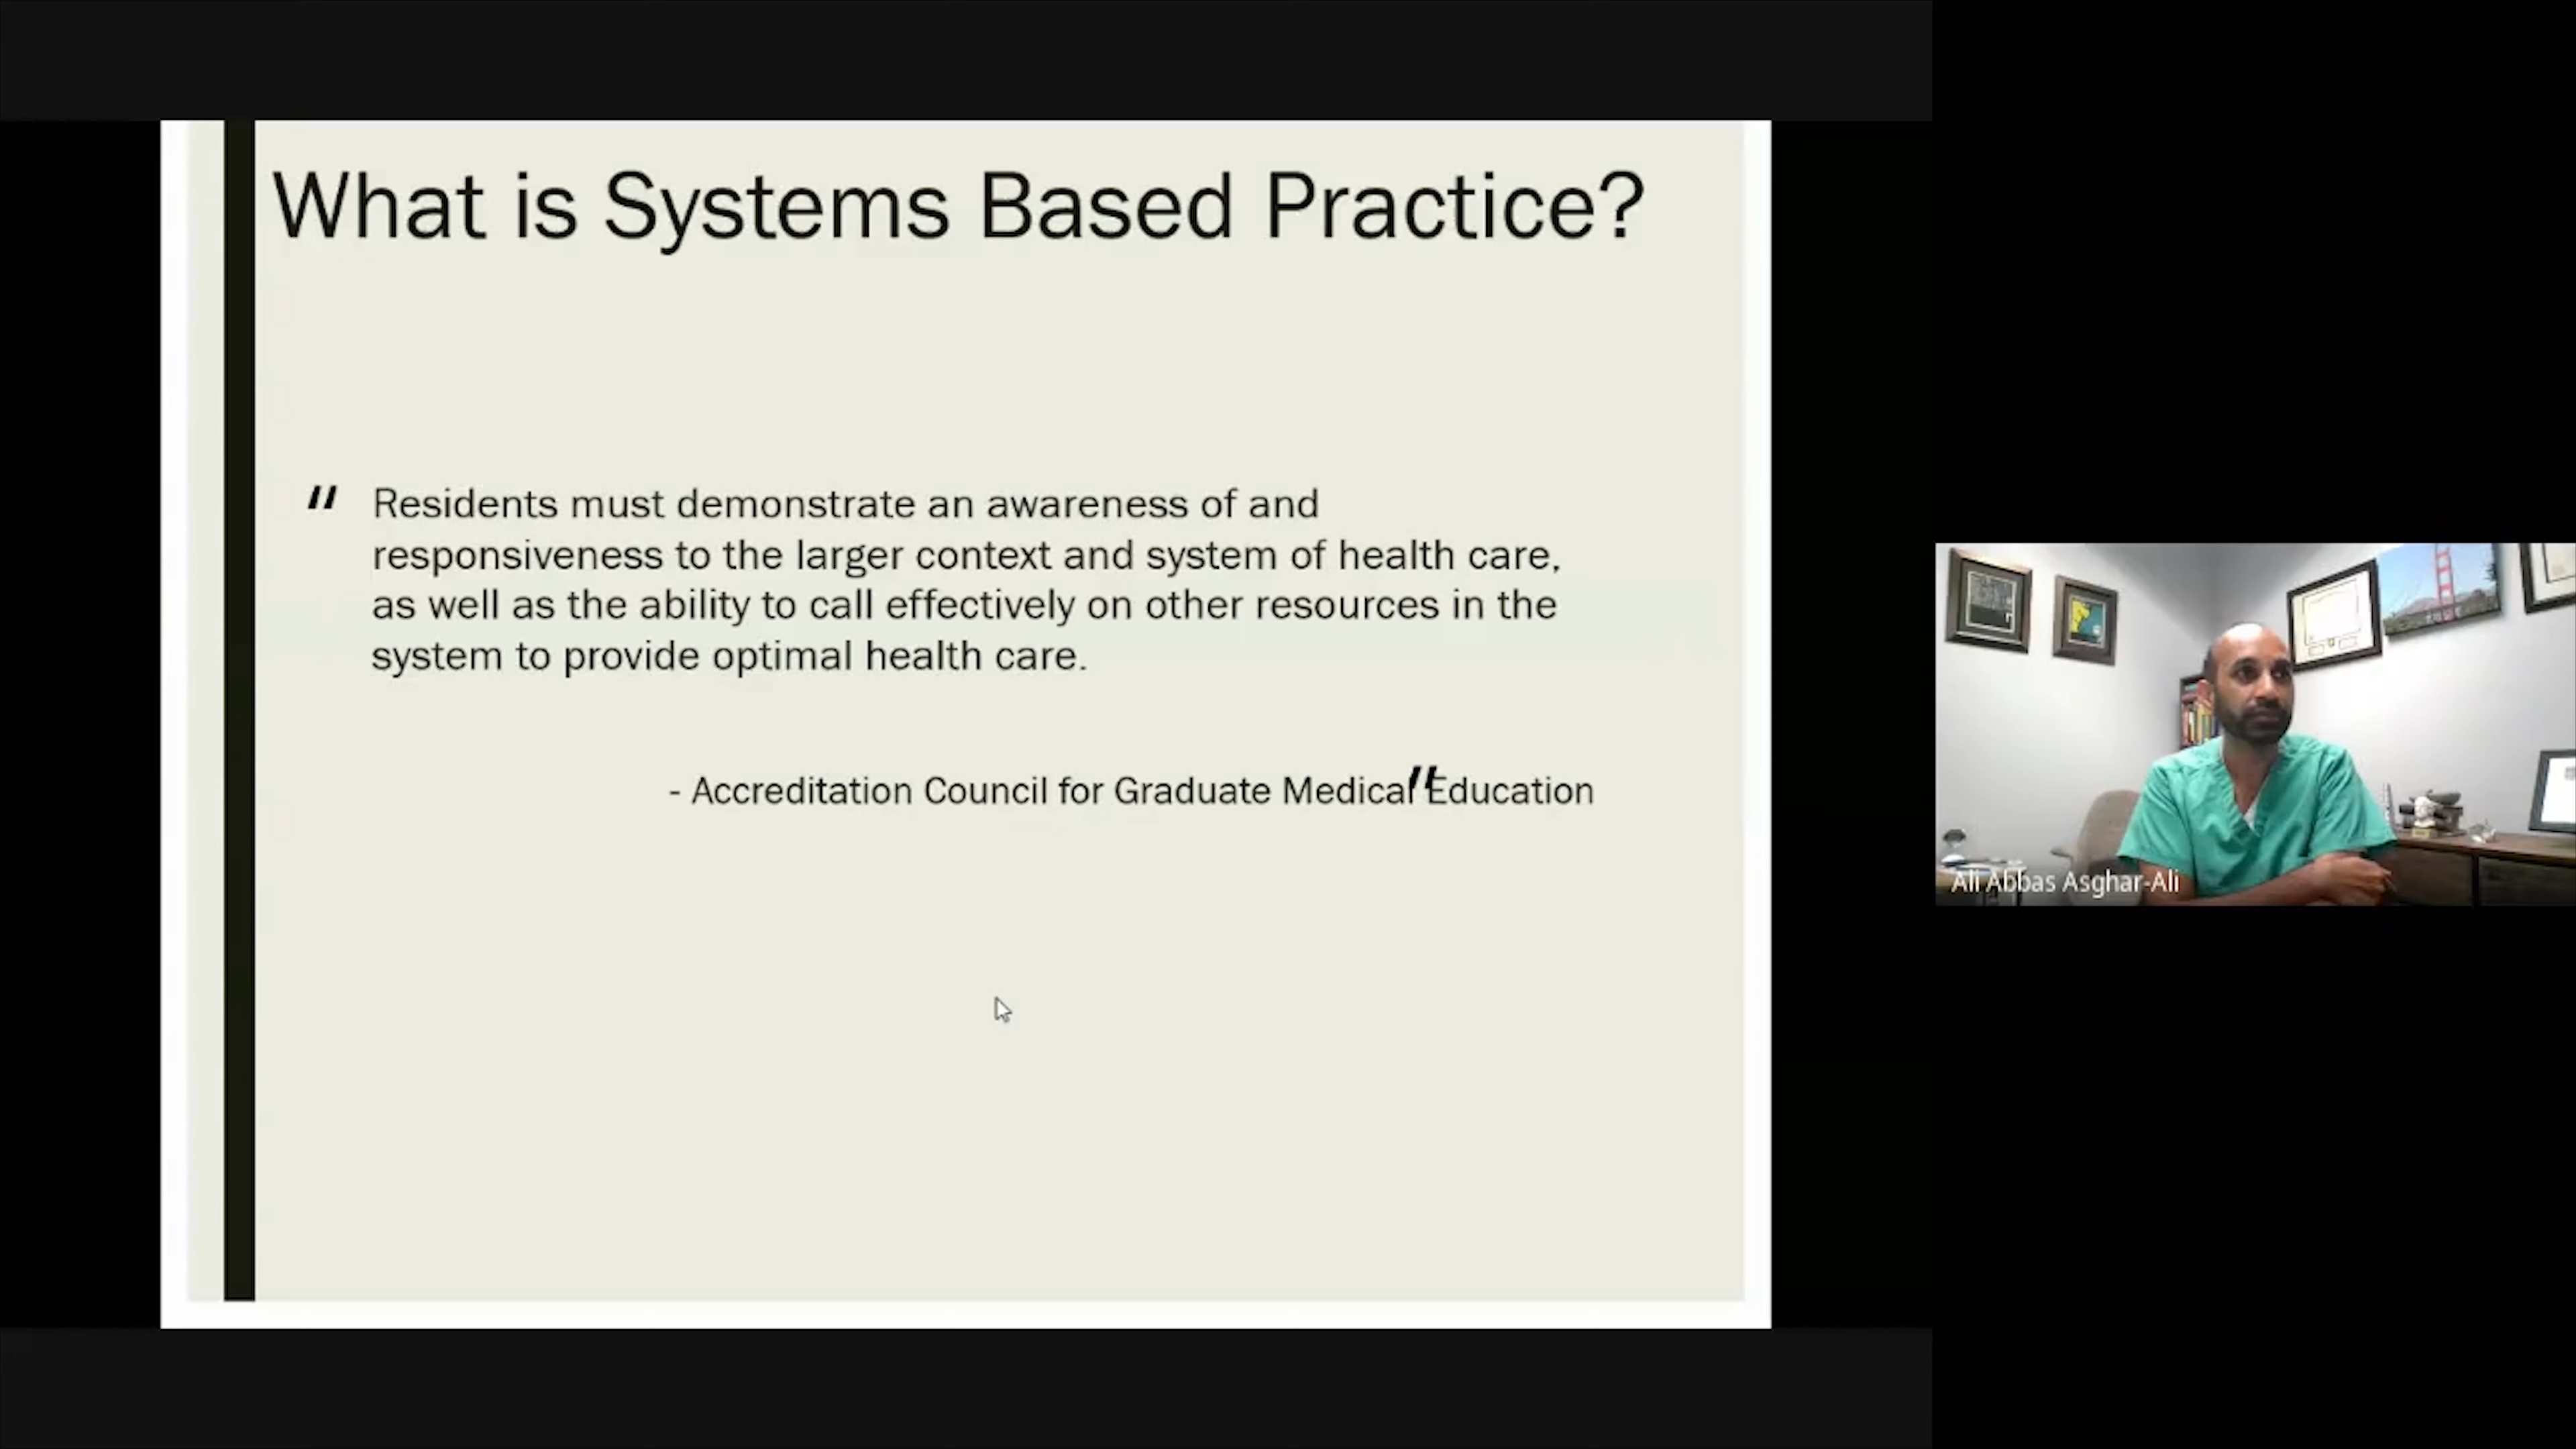 What is Systems Based Practice?
" Residents must demonstrate an awareness of and
responsiveness to the larger context and system of health care,
as well as the ability to call effectively on other resources in the
system to provide optimal health care.
- Accreditation Council for Graduate Medical Education "
Ali Abbas Asghar-Ali